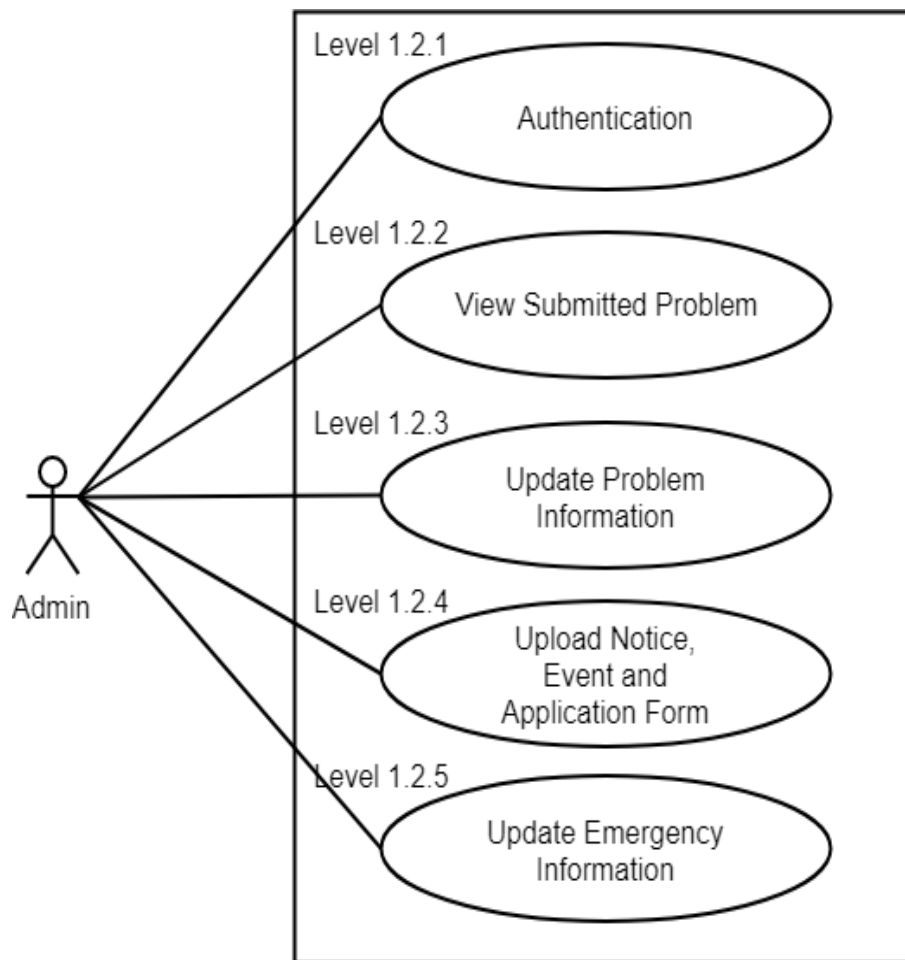 Level 1.2.1
Authentication
Level 1.2.2
View Submitted Problem
Level 1.2.3
Update Problem
Information
Admin
Level 1.2.4
Upload Notice,
Event and
Application Form
Level 1.2.5
Update Emergency
Information